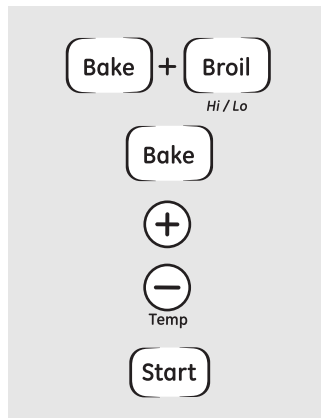 Bake + Broil
Hi / Lo
Bake
+
−
Temp
Start